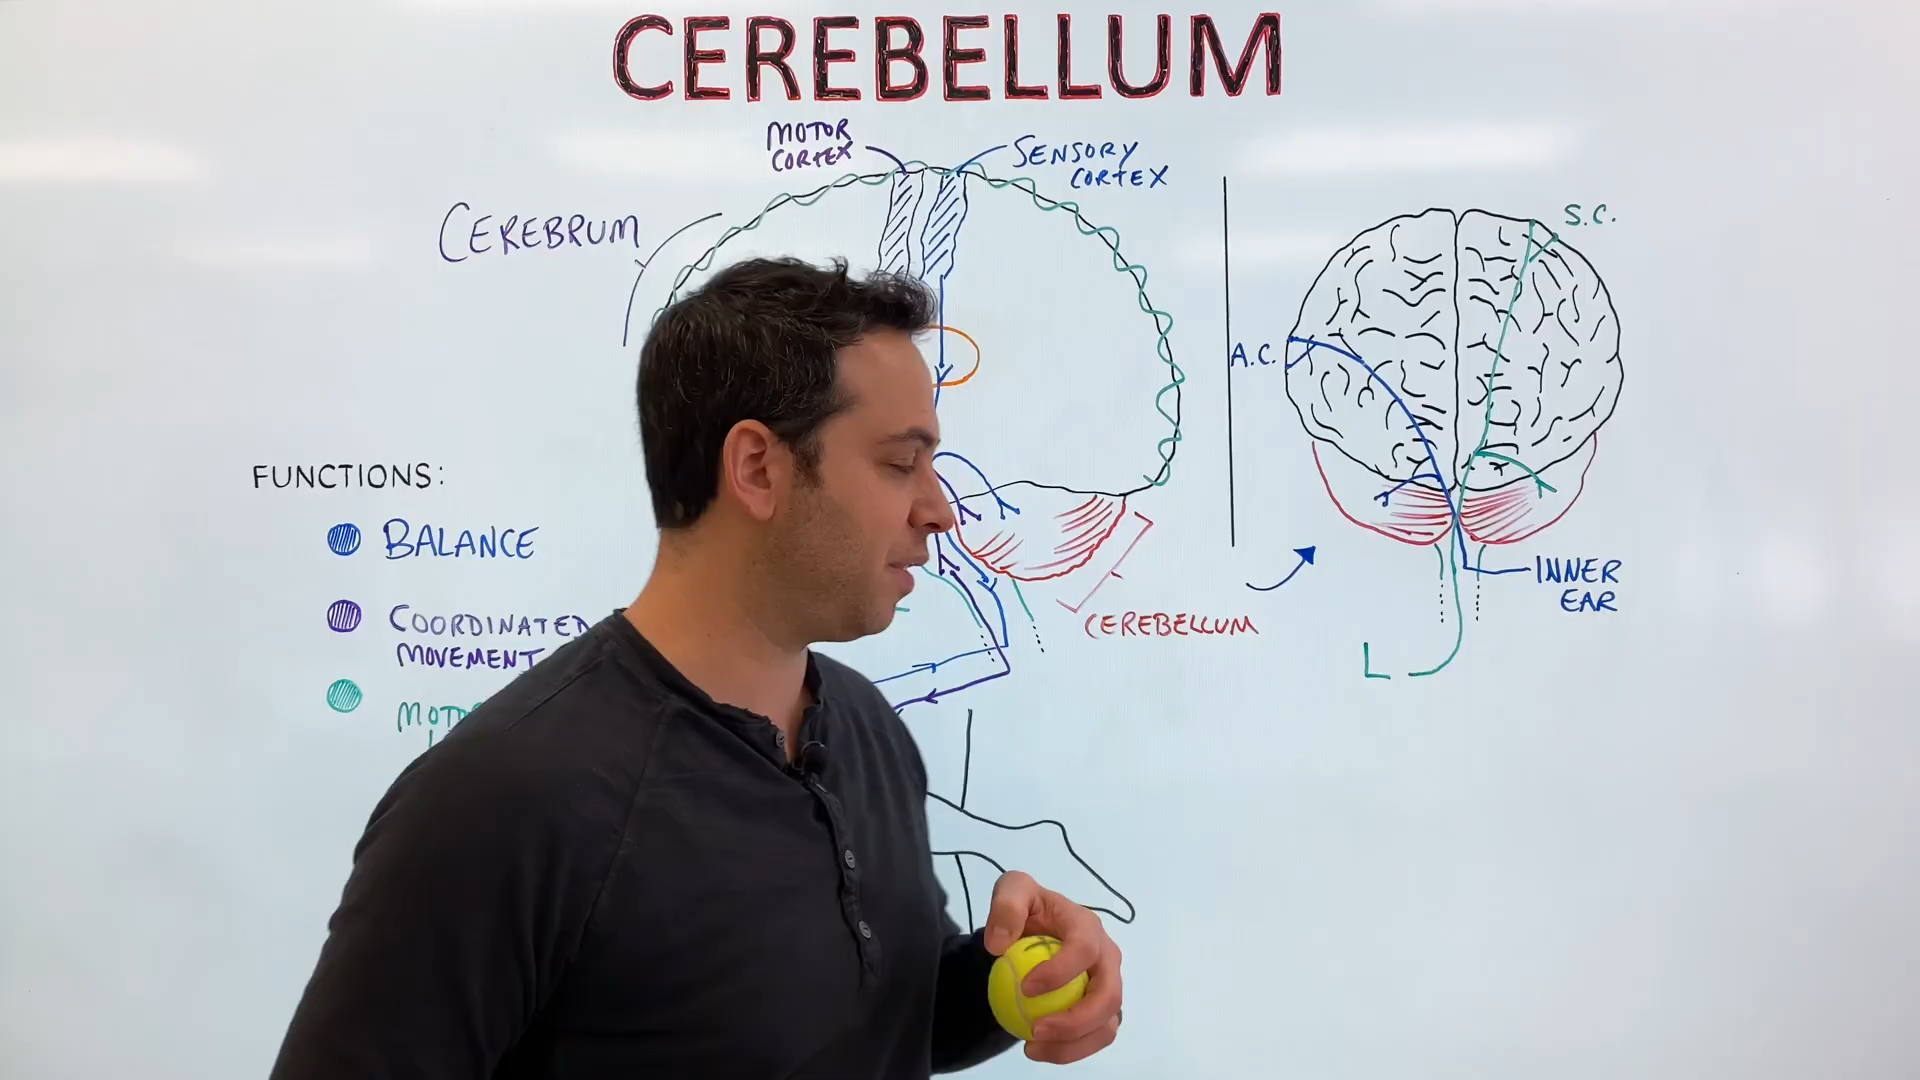 CEREBELLUM
MOTOR
CORTEX
SENSORY
CORTEX
CEREBRUM
S.C.
A.C.
FUNCTIONS:
BALANCE
COORDINATED
MOVEMENT
INNER
EAR
CEREBELLUM
L